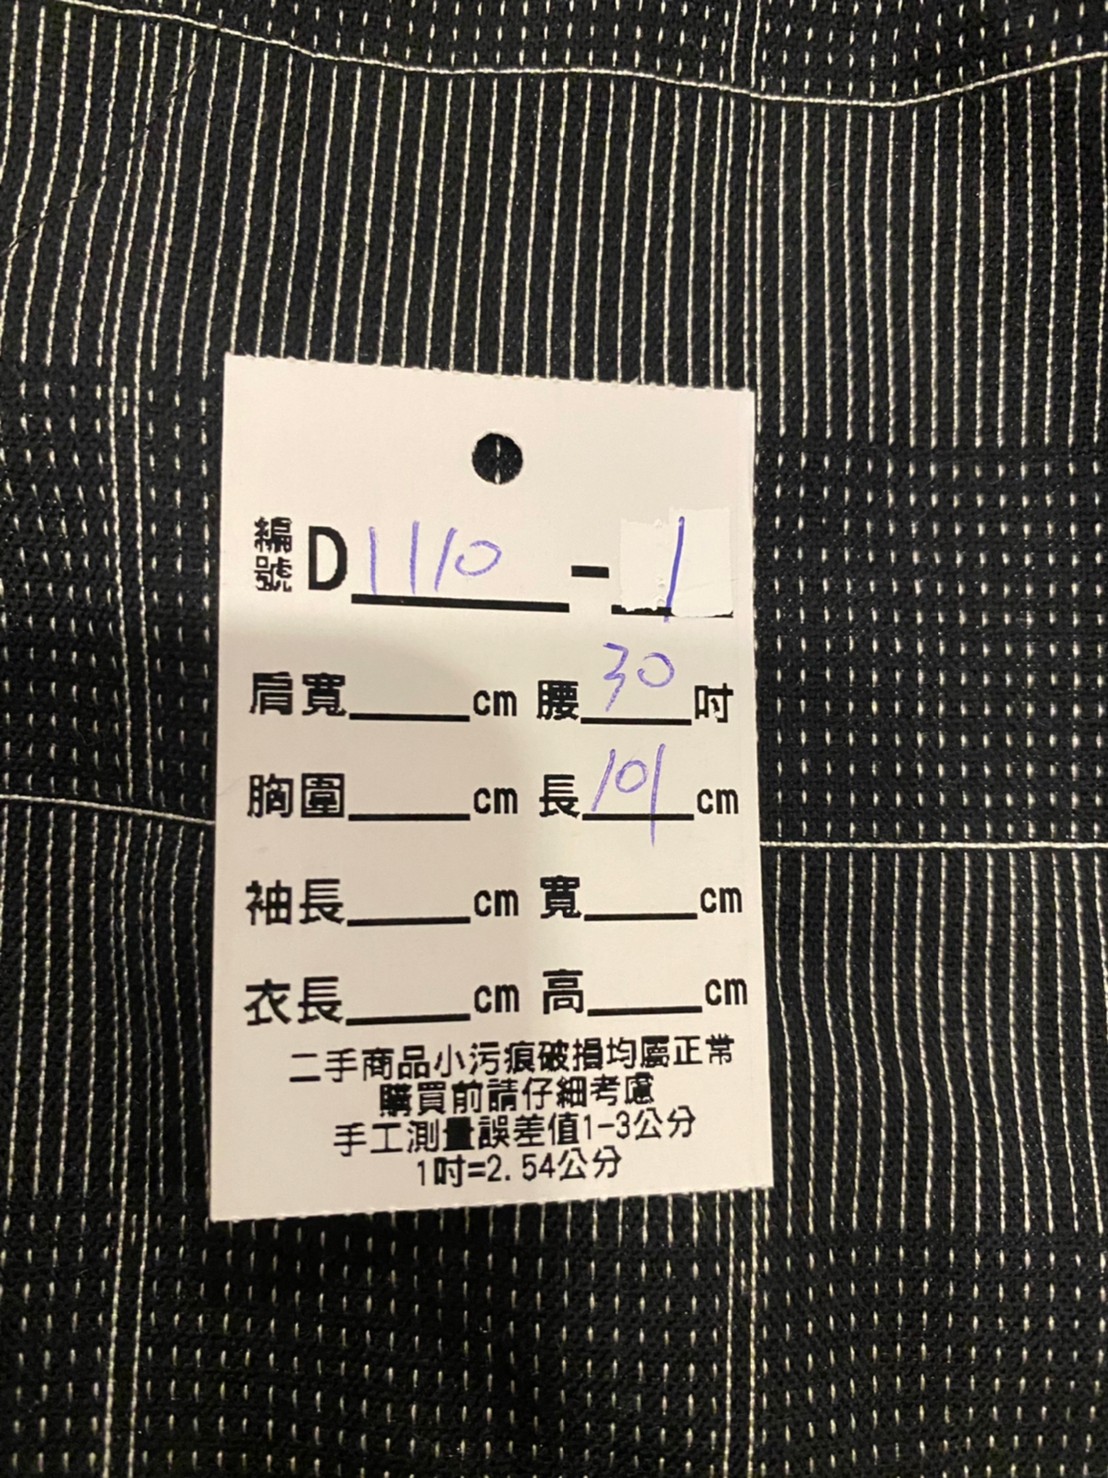 編號D1110-1
肩寬____cm 腰30吋
胸圍____cm 長101cm
袖長____cm 寬____cm
衣長____cm 高____cm
二手商品小污痕破損均屬正常
購買前請仔細考慮
手工測量誤差值1-3公分
1吋=2.54公分